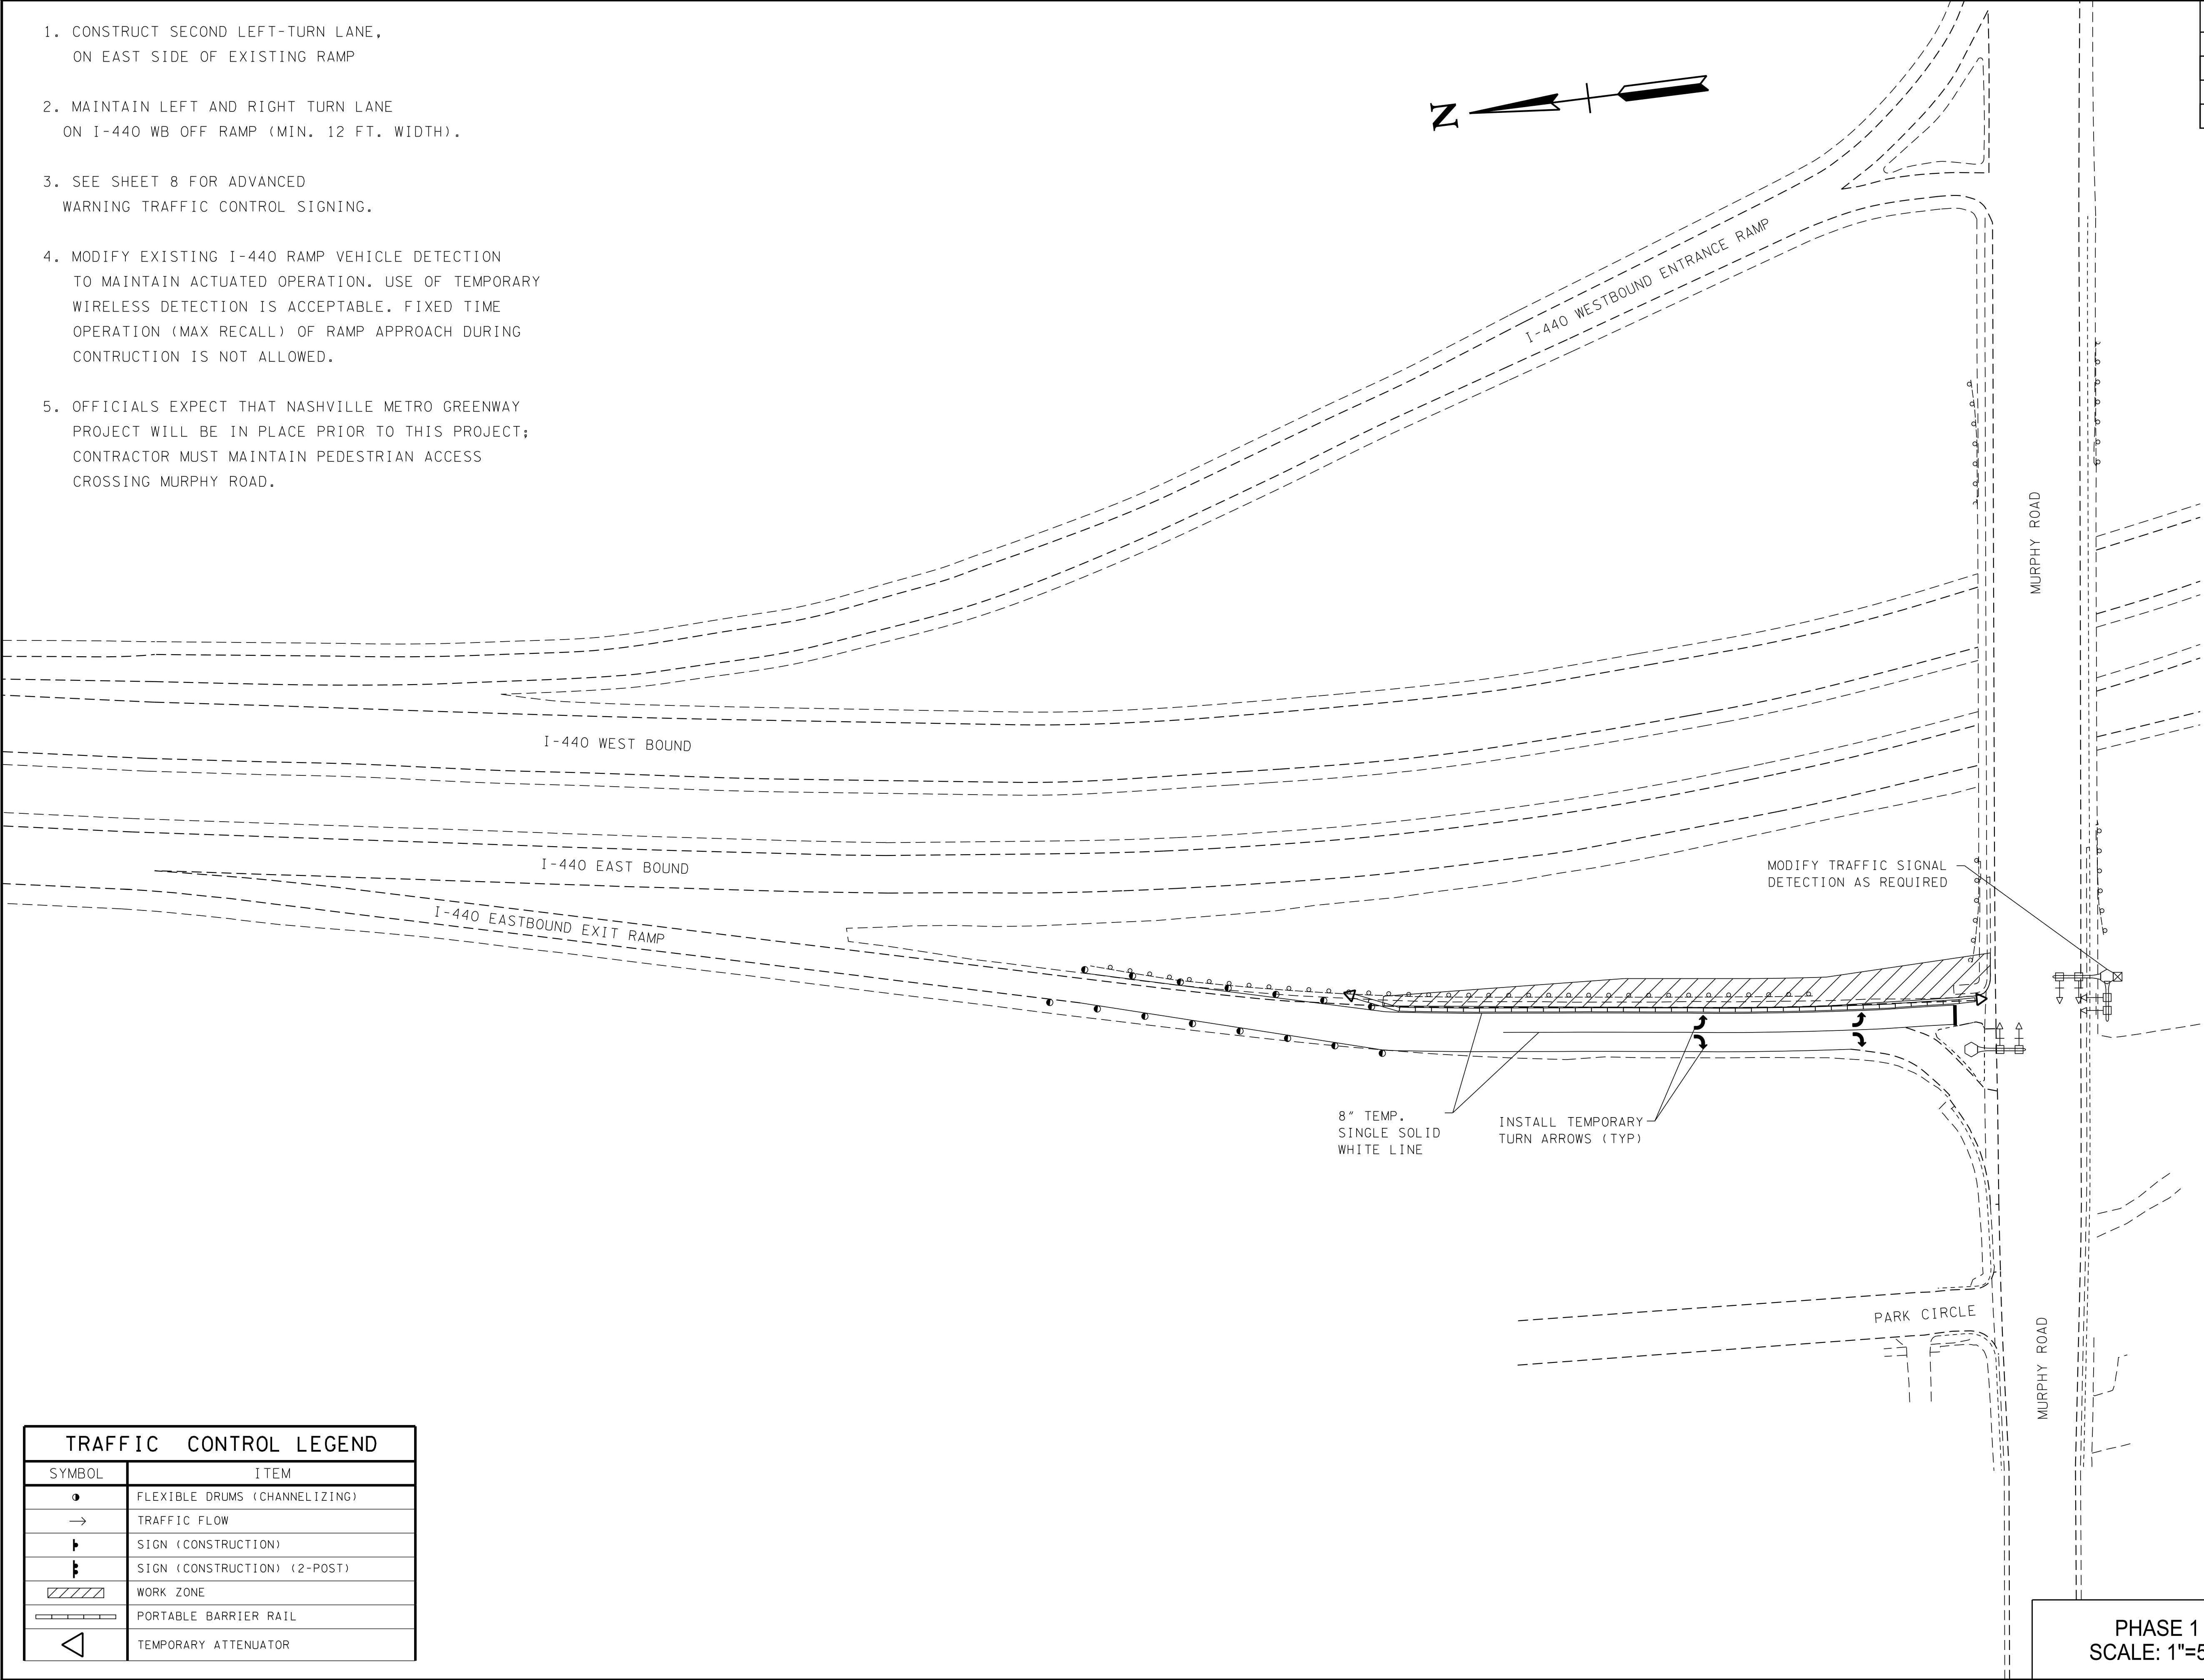 1. CONSTRUCT SECOND LEFT-TURN LANE,
ON EAST SIDE OF EXISTING RAMP
2. MAINTAIN LEFT AND RIGHT TURN LANE
ON I-440 WB OFF RAMP (MIN. 12 FT. WIDTH).
3. SEE SHEET 8 FOR ADVANCED
WARNING TRAFFIC CONTROL SIGNING.
4. MODIFY EXISTING I-440 RAMP VEHICLE DETECTION
TO MAINTAIN ACTUATED OPERATION. USE OF TEMPORARY
WIRELESS DETECTION IS ACCEPTABLE. FIXED TIME
OPERATION (MAX RECALL) OF RAMP APPROACH DURING
CONTRUCTION IS NOT ALLOWED.
5. OFFICIALS EXPECT THAT NASHVILLE METRO GREENWAY
PROJECT WILL BE IN PLACE PRIOR TO THIS PROJECT;
CONTRACTOR MUST MAINTAIN PEDESTRIAN ACCESS
CROSSING MURPHY ROAD.
N
I-440 WESTBOUND ENTRANCE RAMP
MURPHY ROAD
I-440 WEST BOUND
I-440 EAST BOUND
I-440 EASTBOUND EXIT RAMP
MODIFY TRAFFIC SIGNAL
DETECTION AS REQUIRED
8" TEMP.
SINGLE SOLID
WHITE LINE
INSTALL TEMPORARY
TURN ARROWS (TYP)
PARK CIRCLE
MURPHY ROAD
TRAFFIC CONTROL LEGEND
SYMBOL ITEM
FLEXIBLE DRUMS (CHANNELIZING)
TRAFFIC FLOW
SIGN (CONSTRUCTION)
SIGN (CONSTRUCTION) (2-POST)
WORK ZONE
PORTABLE BARRIER RAIL
TEMPORARY ATTENUATOR
PHASE 1
SCALE: 1"=5